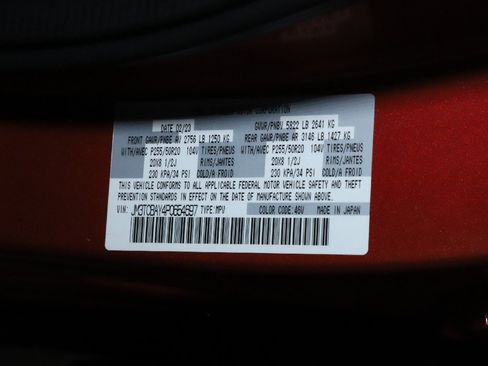 CORPORATION
DATE 02/23 GVWR/PNBV 5822 LB 2641 KG
FRONT GAWR/PNBE AV 2756 LB 1250 KG REAR GAWR/PNBE AR 3146 LB 1427 KG
WITH/AVEC P255/50R20 104V TIRES/PNEUS WITH/AVEC P255/50R20 104V TIRES/PNEUS
20X8 1/2J RIMS/JANTES 20X8 1/2J RIMS/JANTES
230 KPA/34 PSI COLD/A FROID 230 KPA/34 PSI COLD/A FROID
THIS VEHICLE CONFORMS TO ALL APPLICABLE FEDERAL MOTOR VEHICLE SAFETY AND THEFT
PREVENTION STANDARDS IN EFFECT ON THE DATE OF MANUFACTURE SHOWN ABOVE.
VIN: JM3TCBAY4P0654697 TYPE:MPV COLOR CODE:46V MADE IN JAPAN